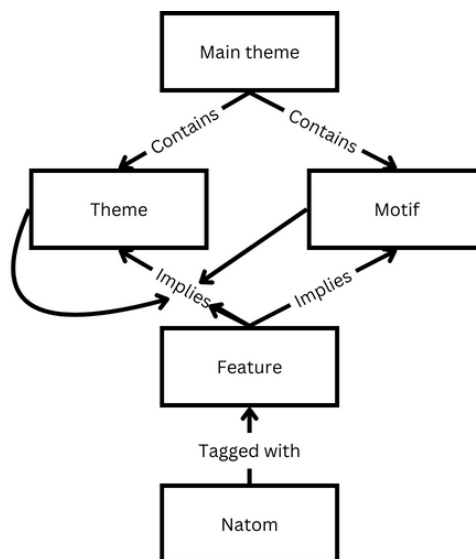 Main theme
Contains
Contains
Theme
Motif
Implies
Implies
Feature
Tagged with
Natom